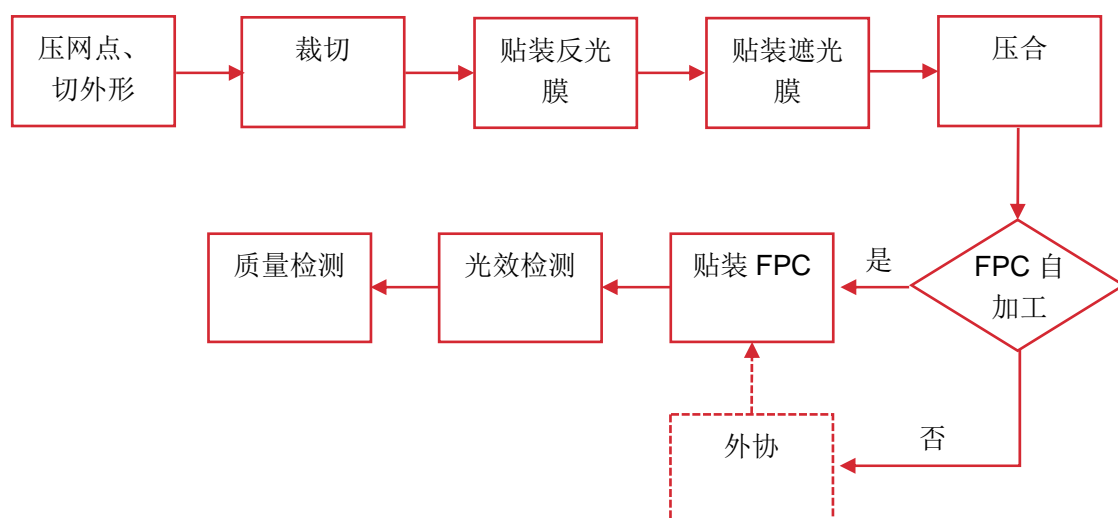 压网点、
切外形
裁切
贴装反光
膜
贴装遮光
膜
压合
FPC 自
加工
是
贴装 FPC
光效检测
质量检测
否
外协